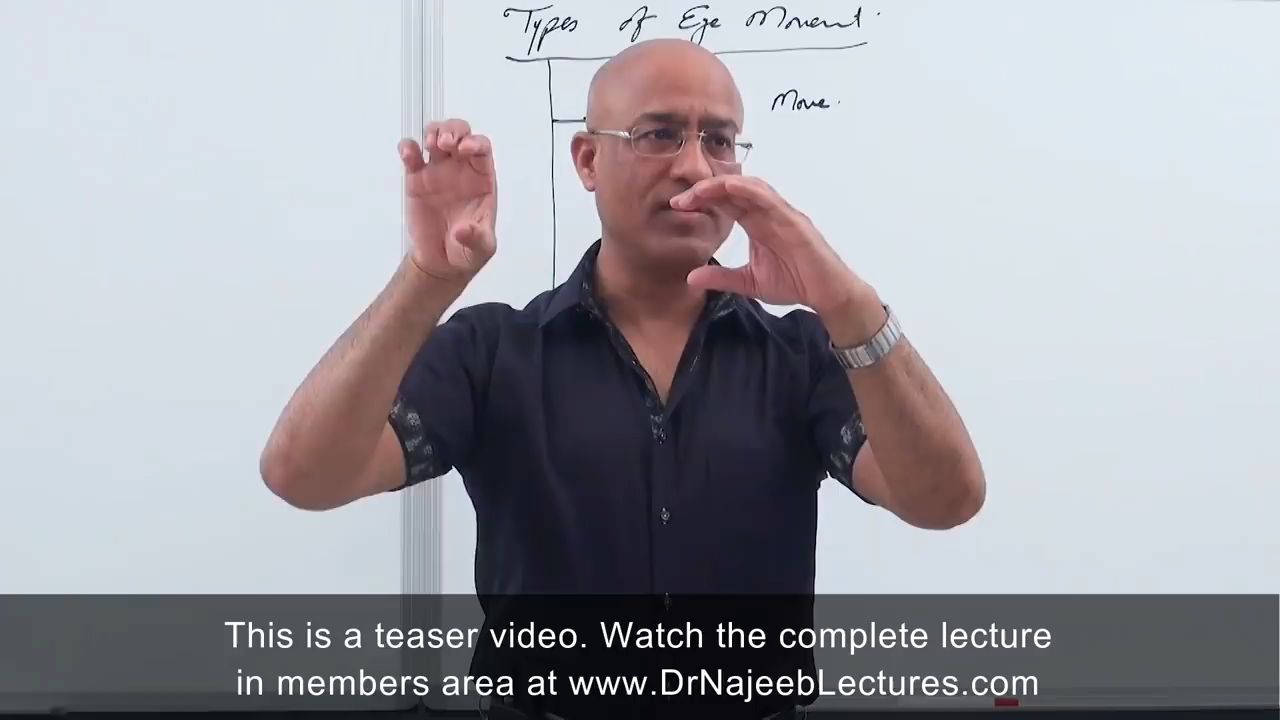 Types of Eye Movement.
Move.
This is a teaser video. Watch the complete lecture
in members area at www.DrNajeebLectures.com